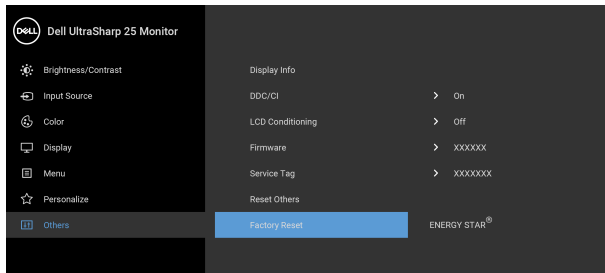 DELL Dell UltraSharp 25 Monitor
Brightness/Contrast Display Info
Input Source DDC/CI > On
Color LCD Conditioning > Off
Display Firmware > XXXXXX
Menu Service Tag > XXXXXXX
Personalize Reset Others
Others Factory Reset ENERGY STAR®